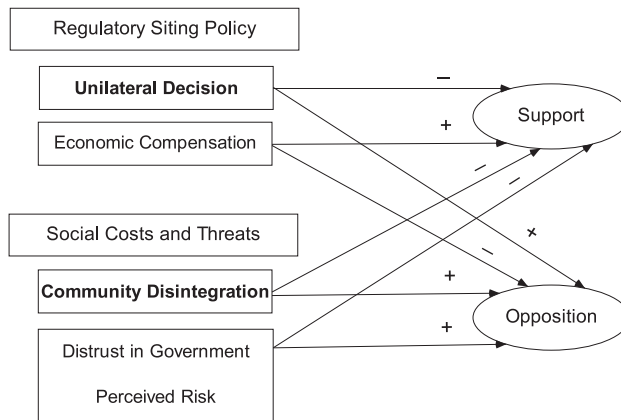 Regulatory Siting Policy
Unilateral Decision
Economic Compensation
Social Costs and Threats
Community Disintegration
Distrust in Government
Perceived Risk
−
+
−
−
+
−
+
+
Support
Opposition